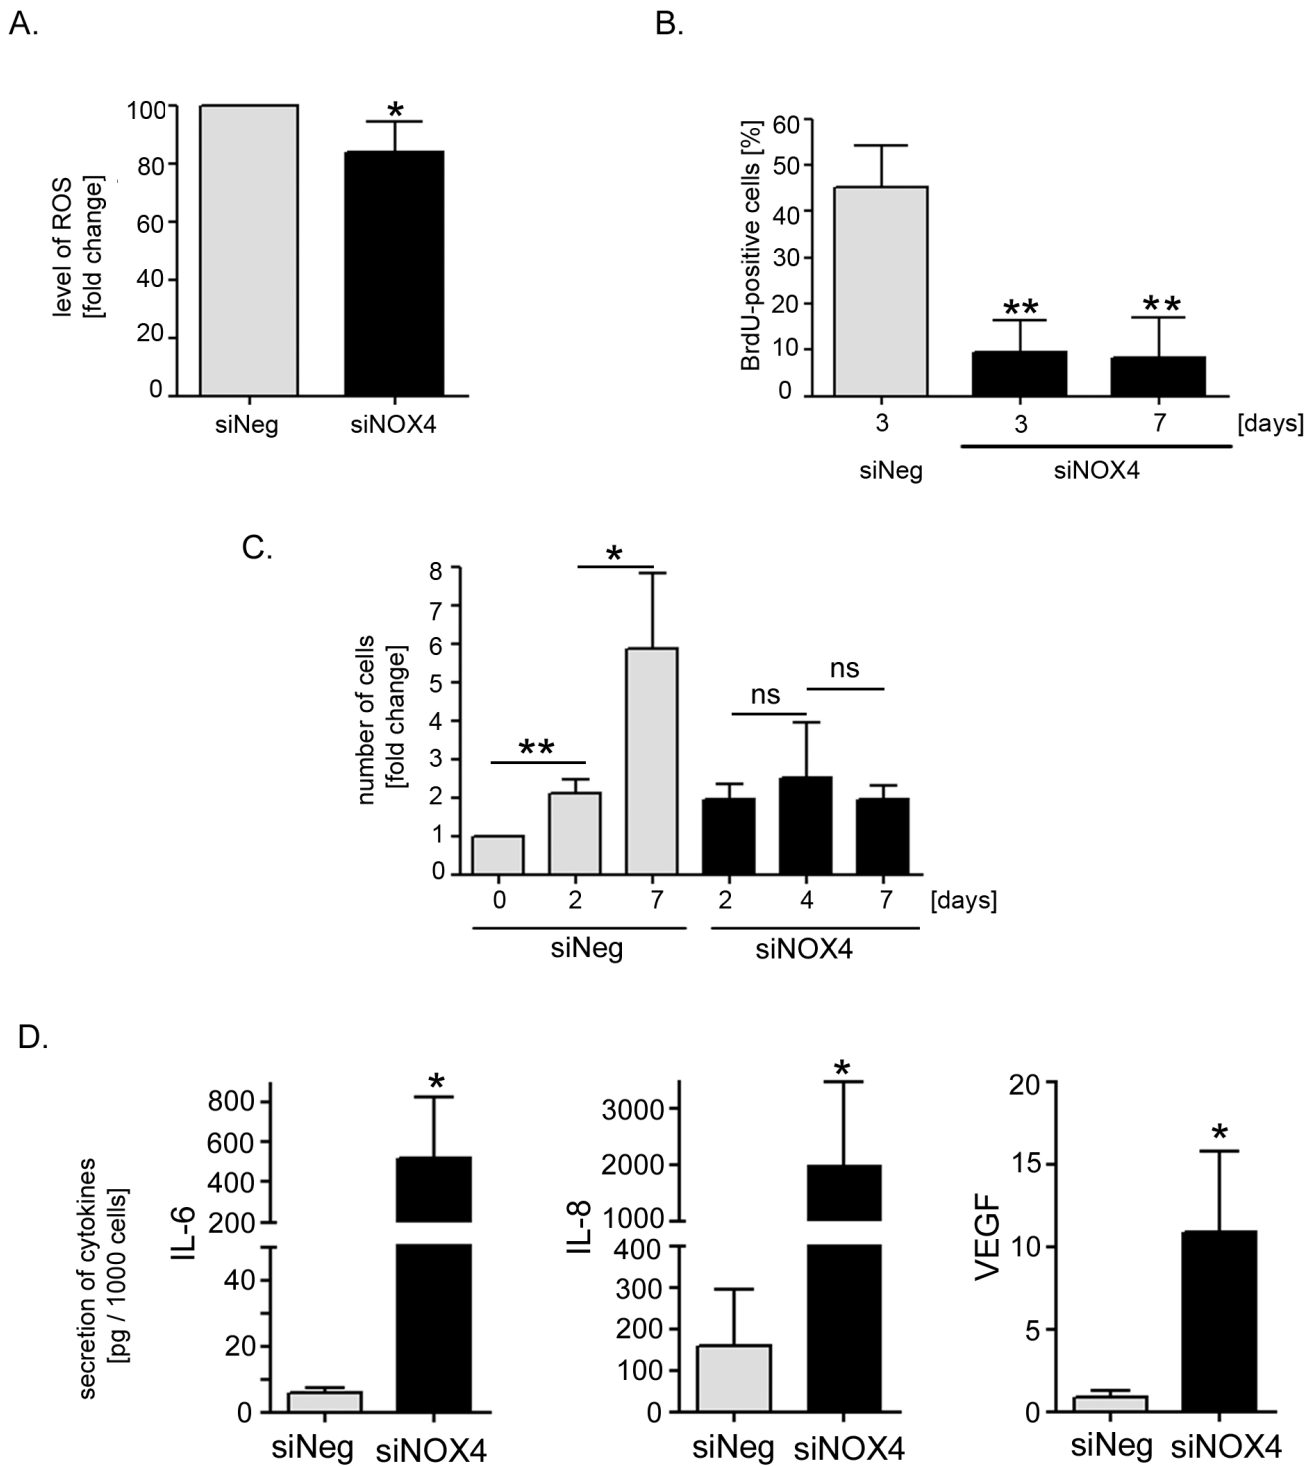 A.
level of ROS
[fold change]
100
80
60
40
20
0
*
siNeg
siNOX4
B.
BrdU-positive cells [%]
60
50
40
30
20
10
0
**
**
3
3
7
[days]
siNeg
siNOX4
C.
number of cells
[fold change]
8
7
6
5
4
3
2
1
0
**
*
ns
ns
0
2
7
2
4
7
[days]
siNeg
siNOX4
D.
secretion of cytokines
[pg / 1000 cells]
IL-6
800
600
400
200
40
20
0
*
siNeg
siNOX4
IL-8
3000
2000
1000
400
300
200
100
0
*
siNeg
siNOX4
VEGF
20
15
10
5
0
*
siNeg
siNOX4